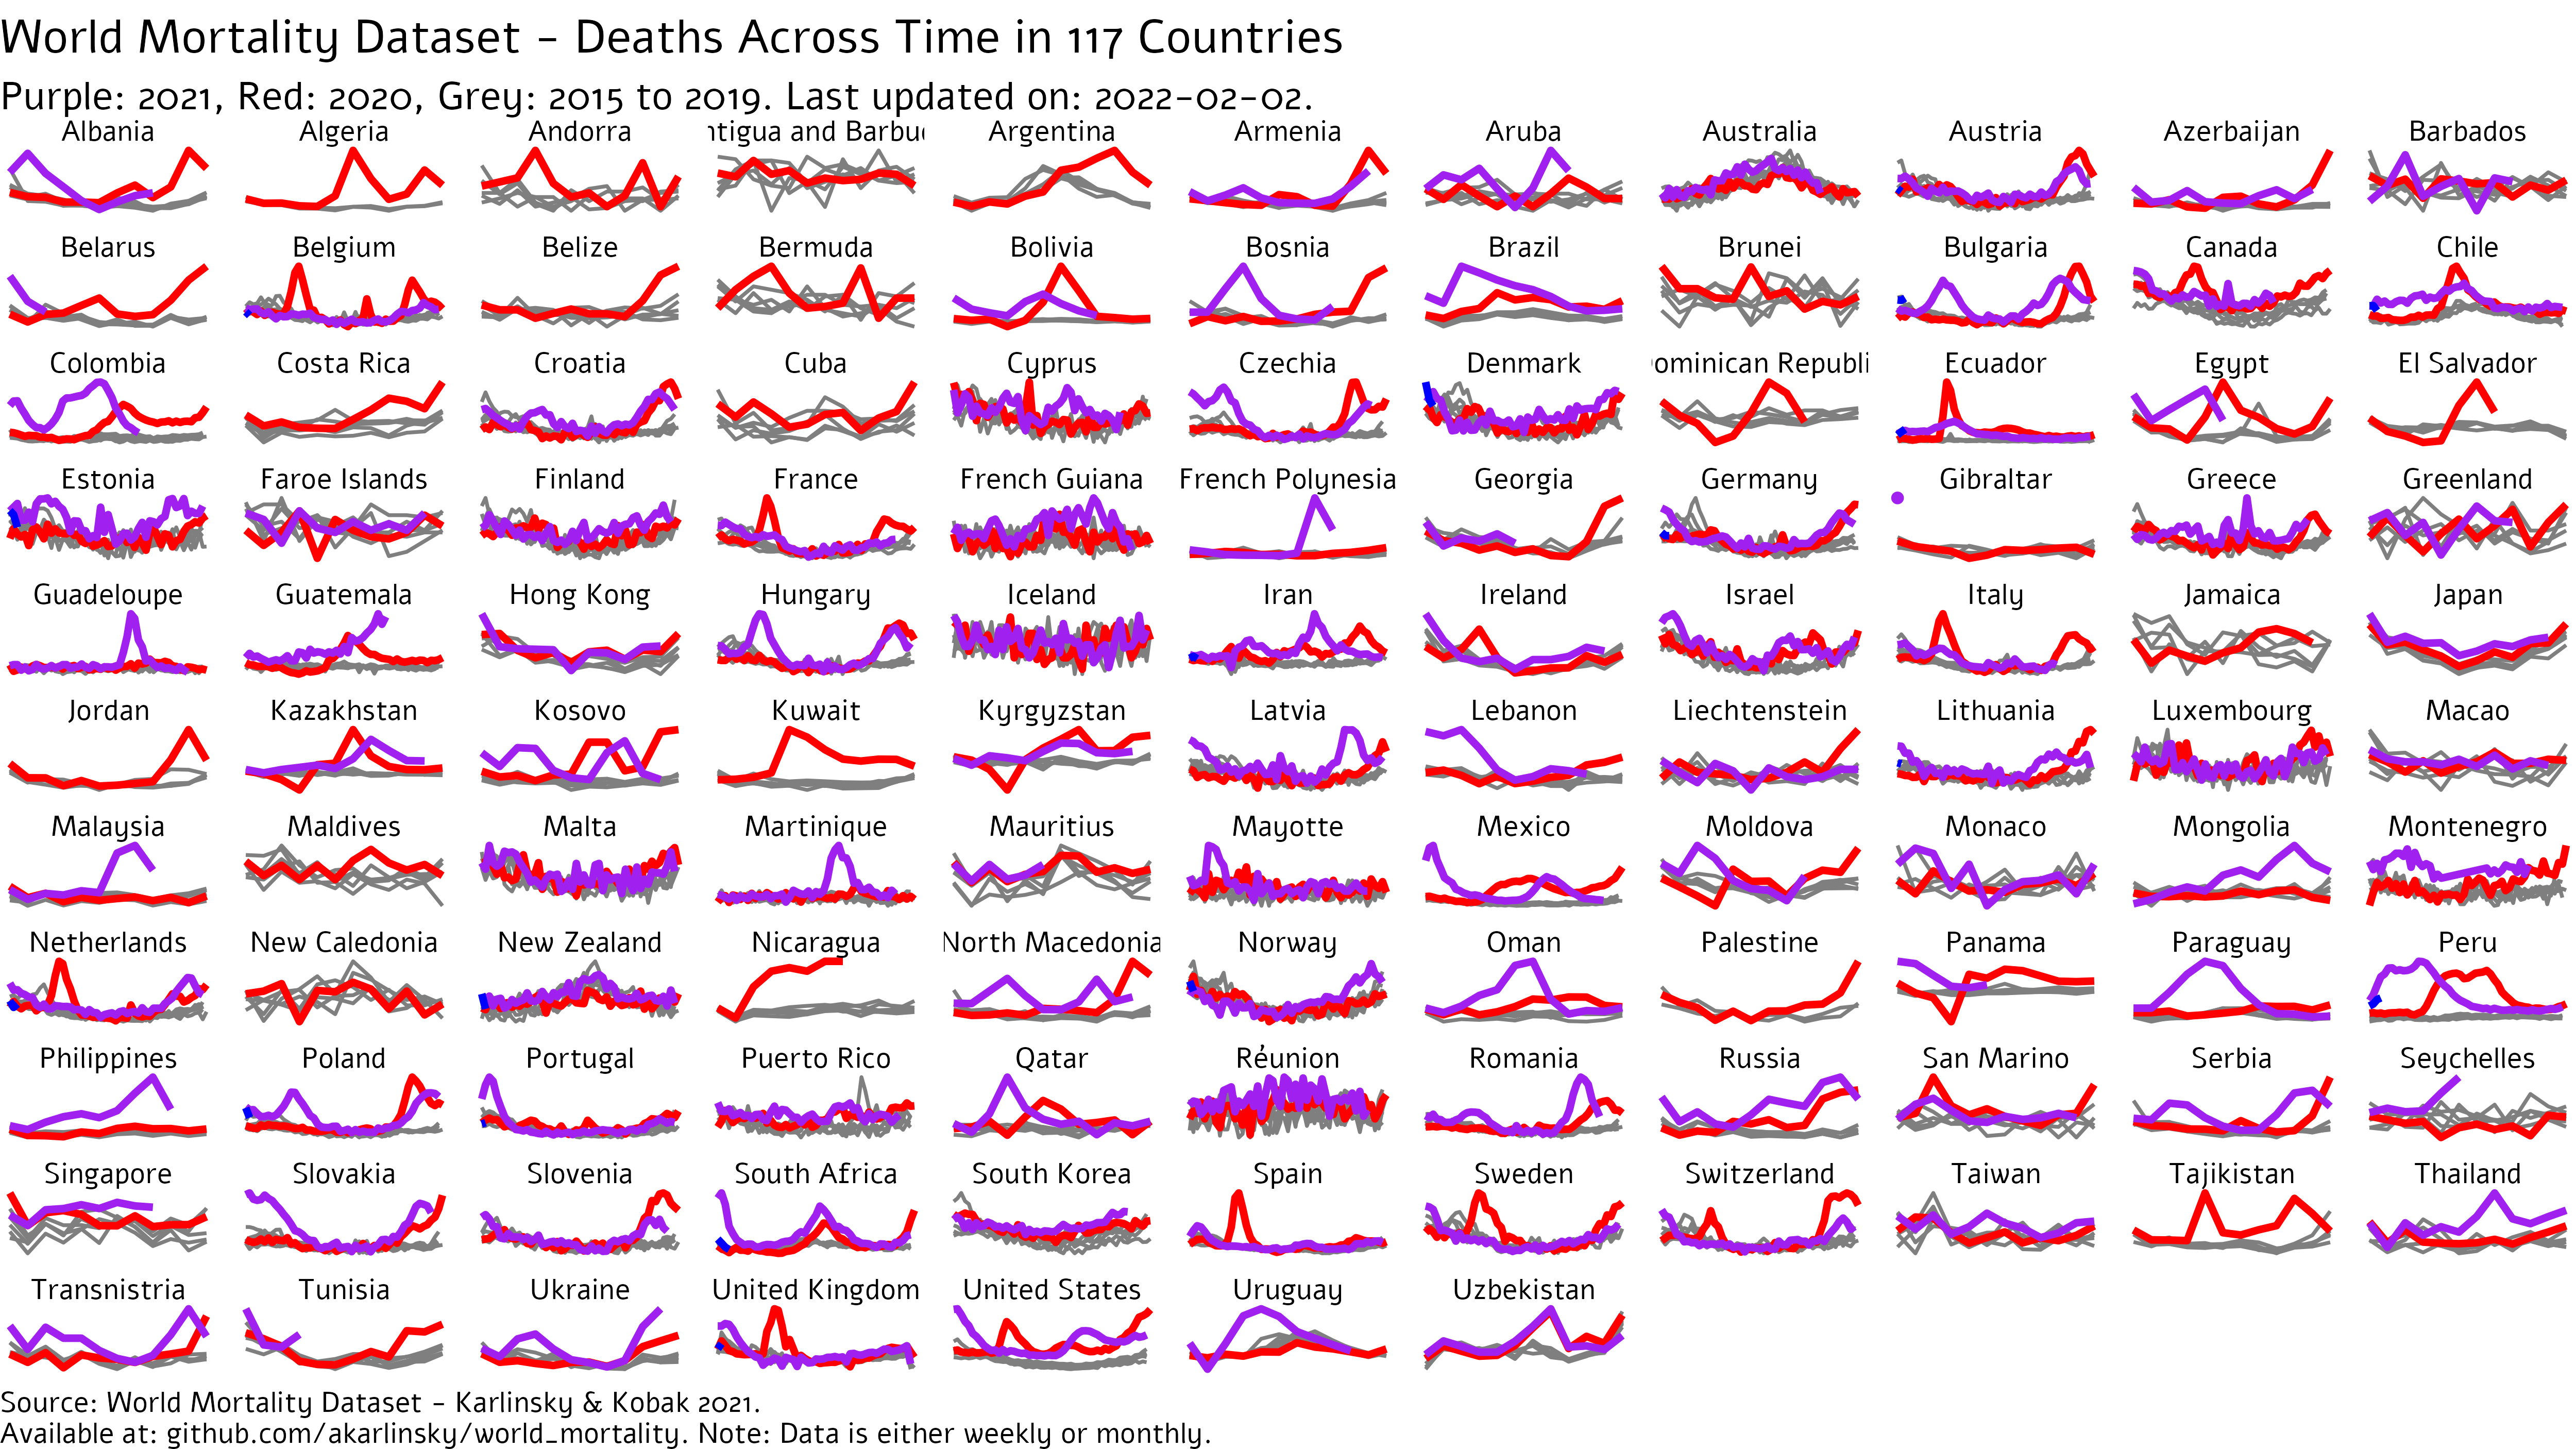 World Mortality Dataset - Deaths Across Time in 117 Countries
Purple: 2021, Red: 2020, Grey: 2015 to 2019. Last updated on: 2022-02-02.
Albania Algeria Andorra ntigua and Barbu Argentina Armenia Aruba Australia Austria Azerbaijan Barbados
Belarus Belgium Belize Bermuda Bolivia Bosnia Brazil Brunei Bulgaria Canada Chile
Colombia Costa Rica Croatia Cuba Cyprus Czechia Denmark ominican Republi Ecuador Egypt El Salvador
Estonia Faroe Islands Finland France French Guiana French Polynesia Georgia Germany Gibraltar Greece Greenland
Guadeloupe Guatemala Hong Kong Hungary Iceland Iran Ireland Israel Italy Jamaica Japan
Jordan Kazakhstan Kosovo Kuwait Kyrgyzstan Latvia Lebanon Liechtenstein Lithuania Luxembourg Macao
Malaysia Maldives Malta Martinique Mauritius Mayotte Mexico Moldova Monaco Mongolia Montenegro
Netherlands New Caledonia New Zealand Nicaragua North Macedonia Norway Oman Palestine Panama Paraguay Peru
Philippines Poland Portugal Puerto Rico Qatar Réunion Romania Russia San Marino Serbia Seychelles
Singapore Slovakia Slovenia South Africa South Korea Spain Sweden Switzerland Taiwan Tajikistan Thailand
Transnistria Tunisia Ukraine United Kingdom United States Uruguay Uzbekistan
Source: World Mortality Dataset - Karlinsky & Kobak 2021.
Available at: github.com/akarlinsky/world_mortality. Note: Data is either weekly or monthly.